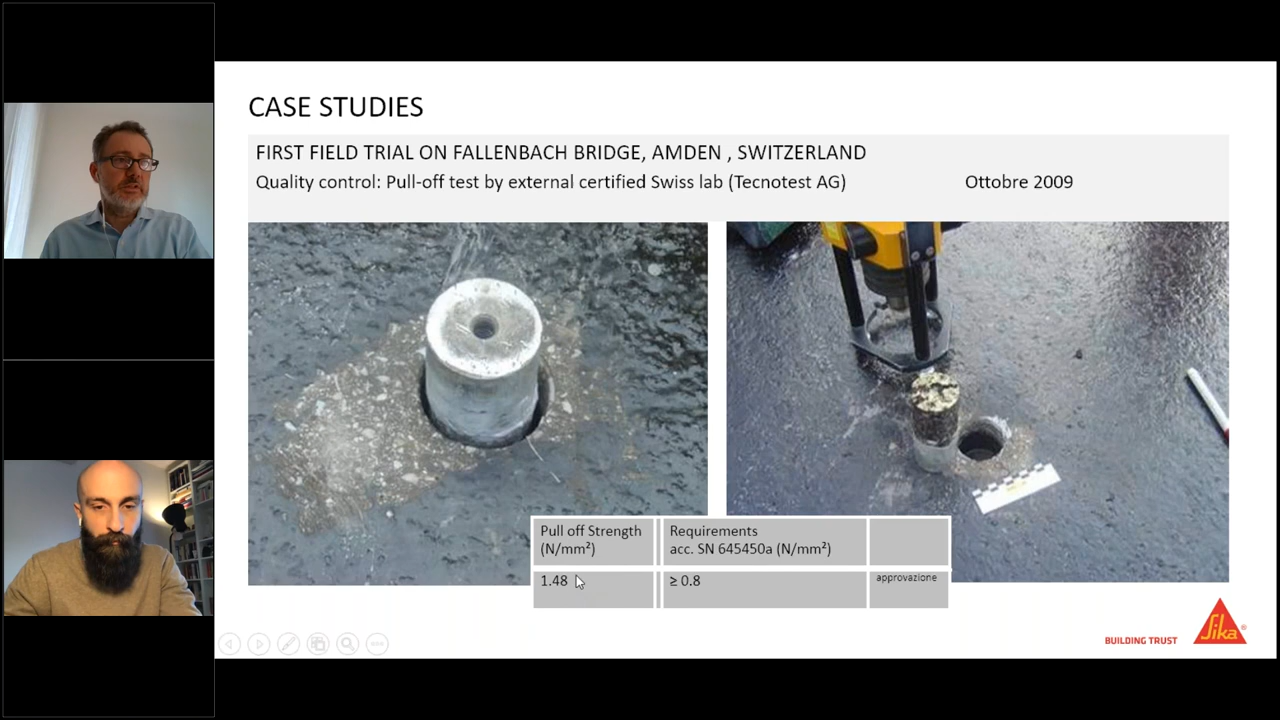 CASE STUDIES
FIRST FIELD TRIAL ON FALLENBACH BRIDGE, AMDEN , SWITZERLAND
Quality control: Pull-off test by external certified Swiss lab (Tecnotest AG) Ottobre 2009
Pull off Strength
(N/mm²)
Requirements
acc. SN 645450a (N/mm²)
1.48
≥ 0.8
approvazione
BUILDING TRUST
Sika®